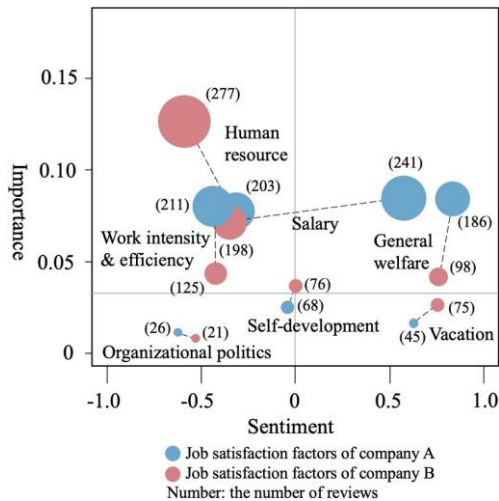 0.15
0.10
0.05
0
Importance
(277)
Human
resource
(241)
(211)
(203)
(186)
Work intensity
& efficiency
(198)
Salary
General
welfare
(125)
(76)
(98)
(68)
(75)
Self-development
(26)
(21)
(45)
Vacation
Organizational politics
-1.0
-0.5
0
0.5
1.0
Sentiment
Job satisfaction factors of company A
Job satisfaction factors of company B
Number: the number of reviews